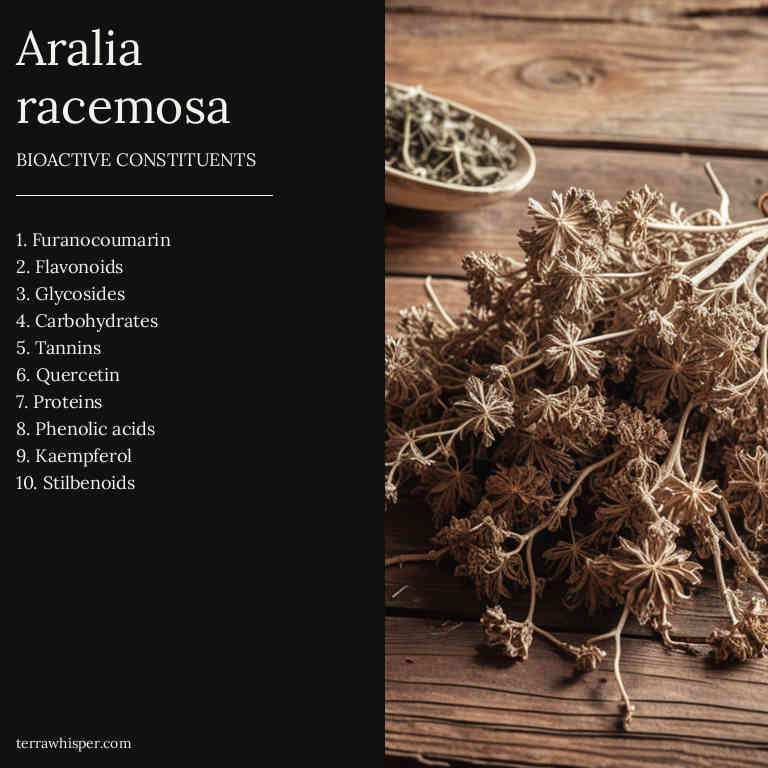 Aralia
racemosa
BIOACTIVE CONSTITUENTS
1. Furanocoumarin
2. Flavonoids
3. Glycosides
4. Carbohydrates
5. Tannins
6. Quercetin
7. Proteins
8. Phenolic acids
9. Kaempferol
10. Stilbenoids
terrawhisper.com